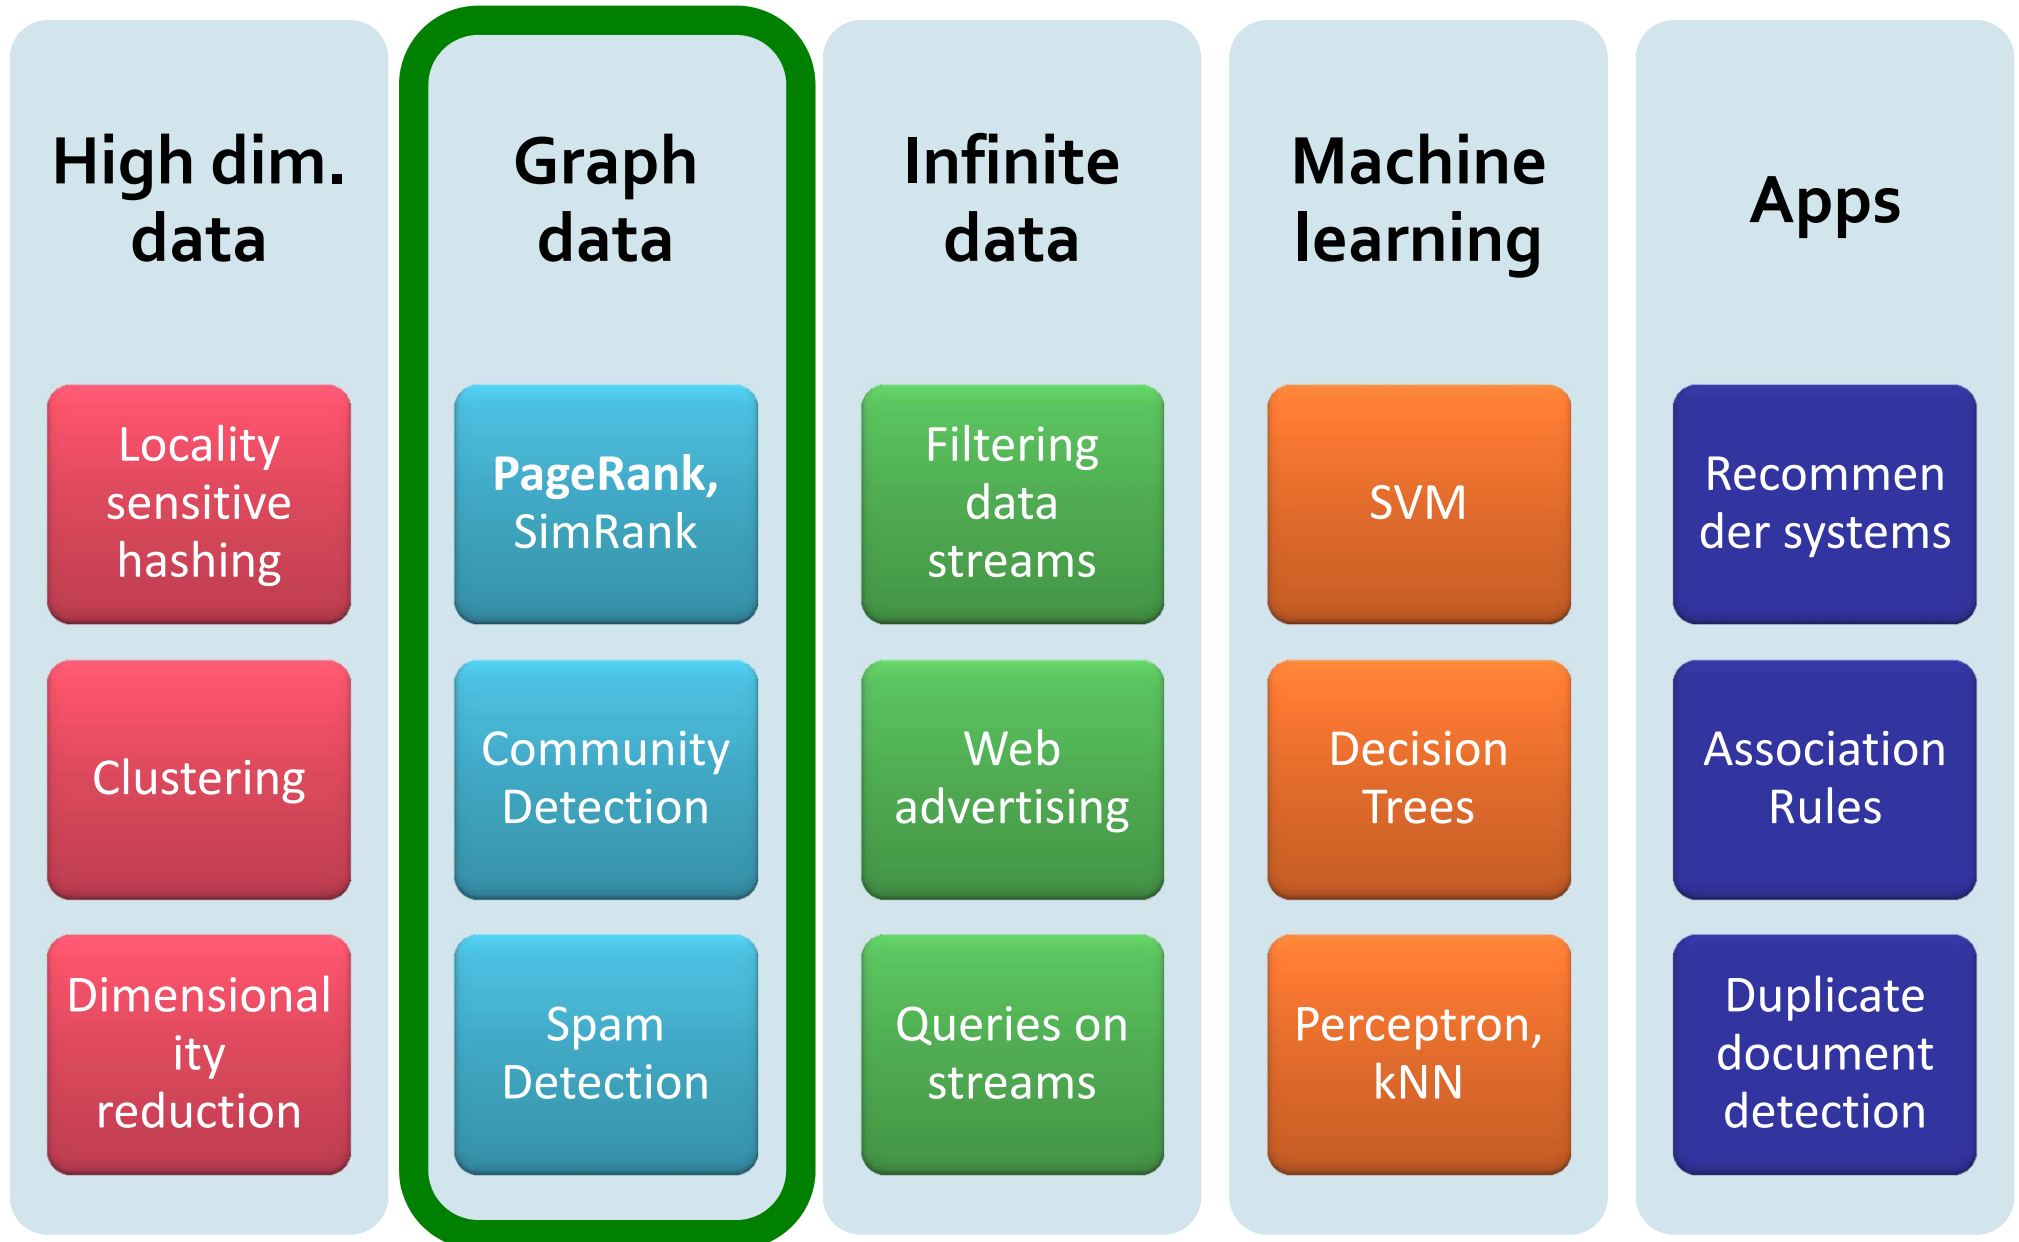 High dim.
data
Locality
sensitive
hashing
Clustering
Dimensional
ity
reduction
Graph
data
PageRank,
SimRank
Community
Detection
Spam
Detection
Infinite
data
Filtering
data
streams
Web
advertising
Queries on
streams
Machine
learning
SVM
Decision
Trees
Perceptron,
kNN
Apps
Recommen
der systems
Association
Rules
Duplicate
document
detection